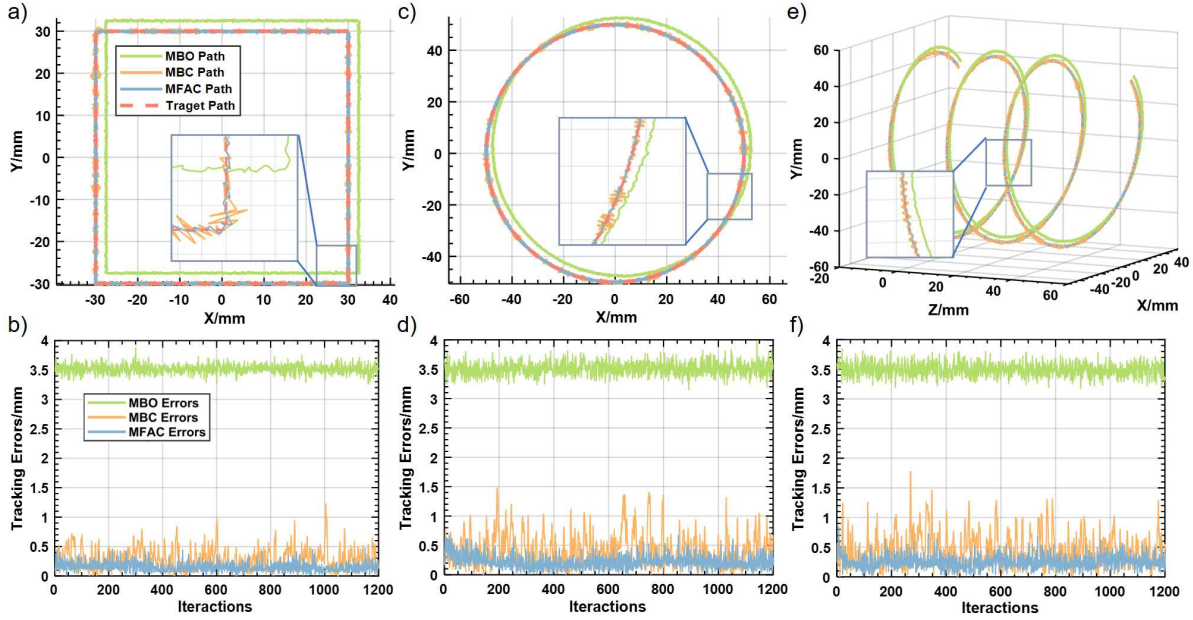 a)
c)
e)
MBO Path
MBC Path
MFAC Path
Traget Path
30
20
10
0
-10
-20
-30
Y/mm
-30 -20 -10 0 10 20 30 40
X/mm
40
20
0
-20
-40
Y/mm
-60 -40 -20 0 20 40 60
X/mm
60
40
20
0
-20
-40
-60
Y/mm
0 20 40 60
Z/mm
-40 -20 0 20 40
X/mm
b)
d)
f)
4
3.5
3
2.5
2
1.5
1
0.5
0
Tracking Errors/mm
MBO Errors
MBC Errors
MFAC Errors
0 200 400 600 800 1000 1200
Iteractions
4
3.5
3
2.5
2
1.5
1
0.5
0
Tracking Errors/mm
0 200 400 600 800 1000 1200
Iteractions
4
3.5
3
2.5
2
1.5
1
0.5
0
Tracking Errors/mm
0 200 400 600 800 1000 1200
Iteractions